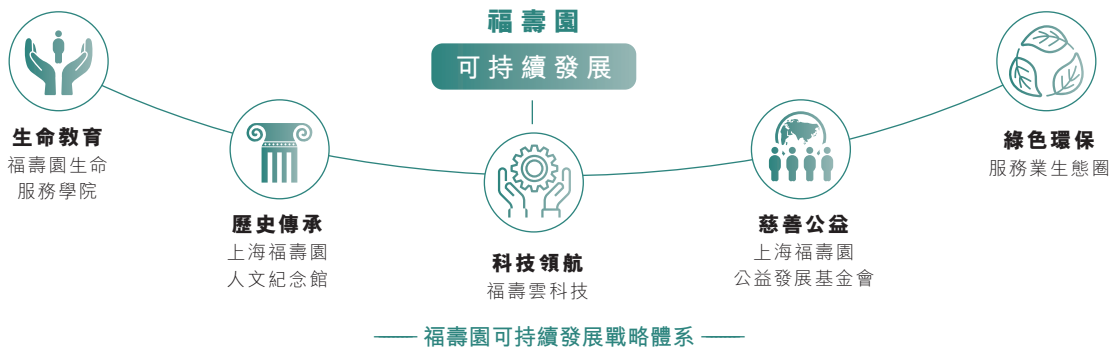 福壽園
可持續發展
生命教育
福壽園生命
服務學院
歷史傳承
上海福壽園
人文紀念館
科技領航
福壽雲科技
慈善公益
上海福壽園
公益發展基金會
綠色環保
服務業生態圈
福壽園可持續發展戰略體系